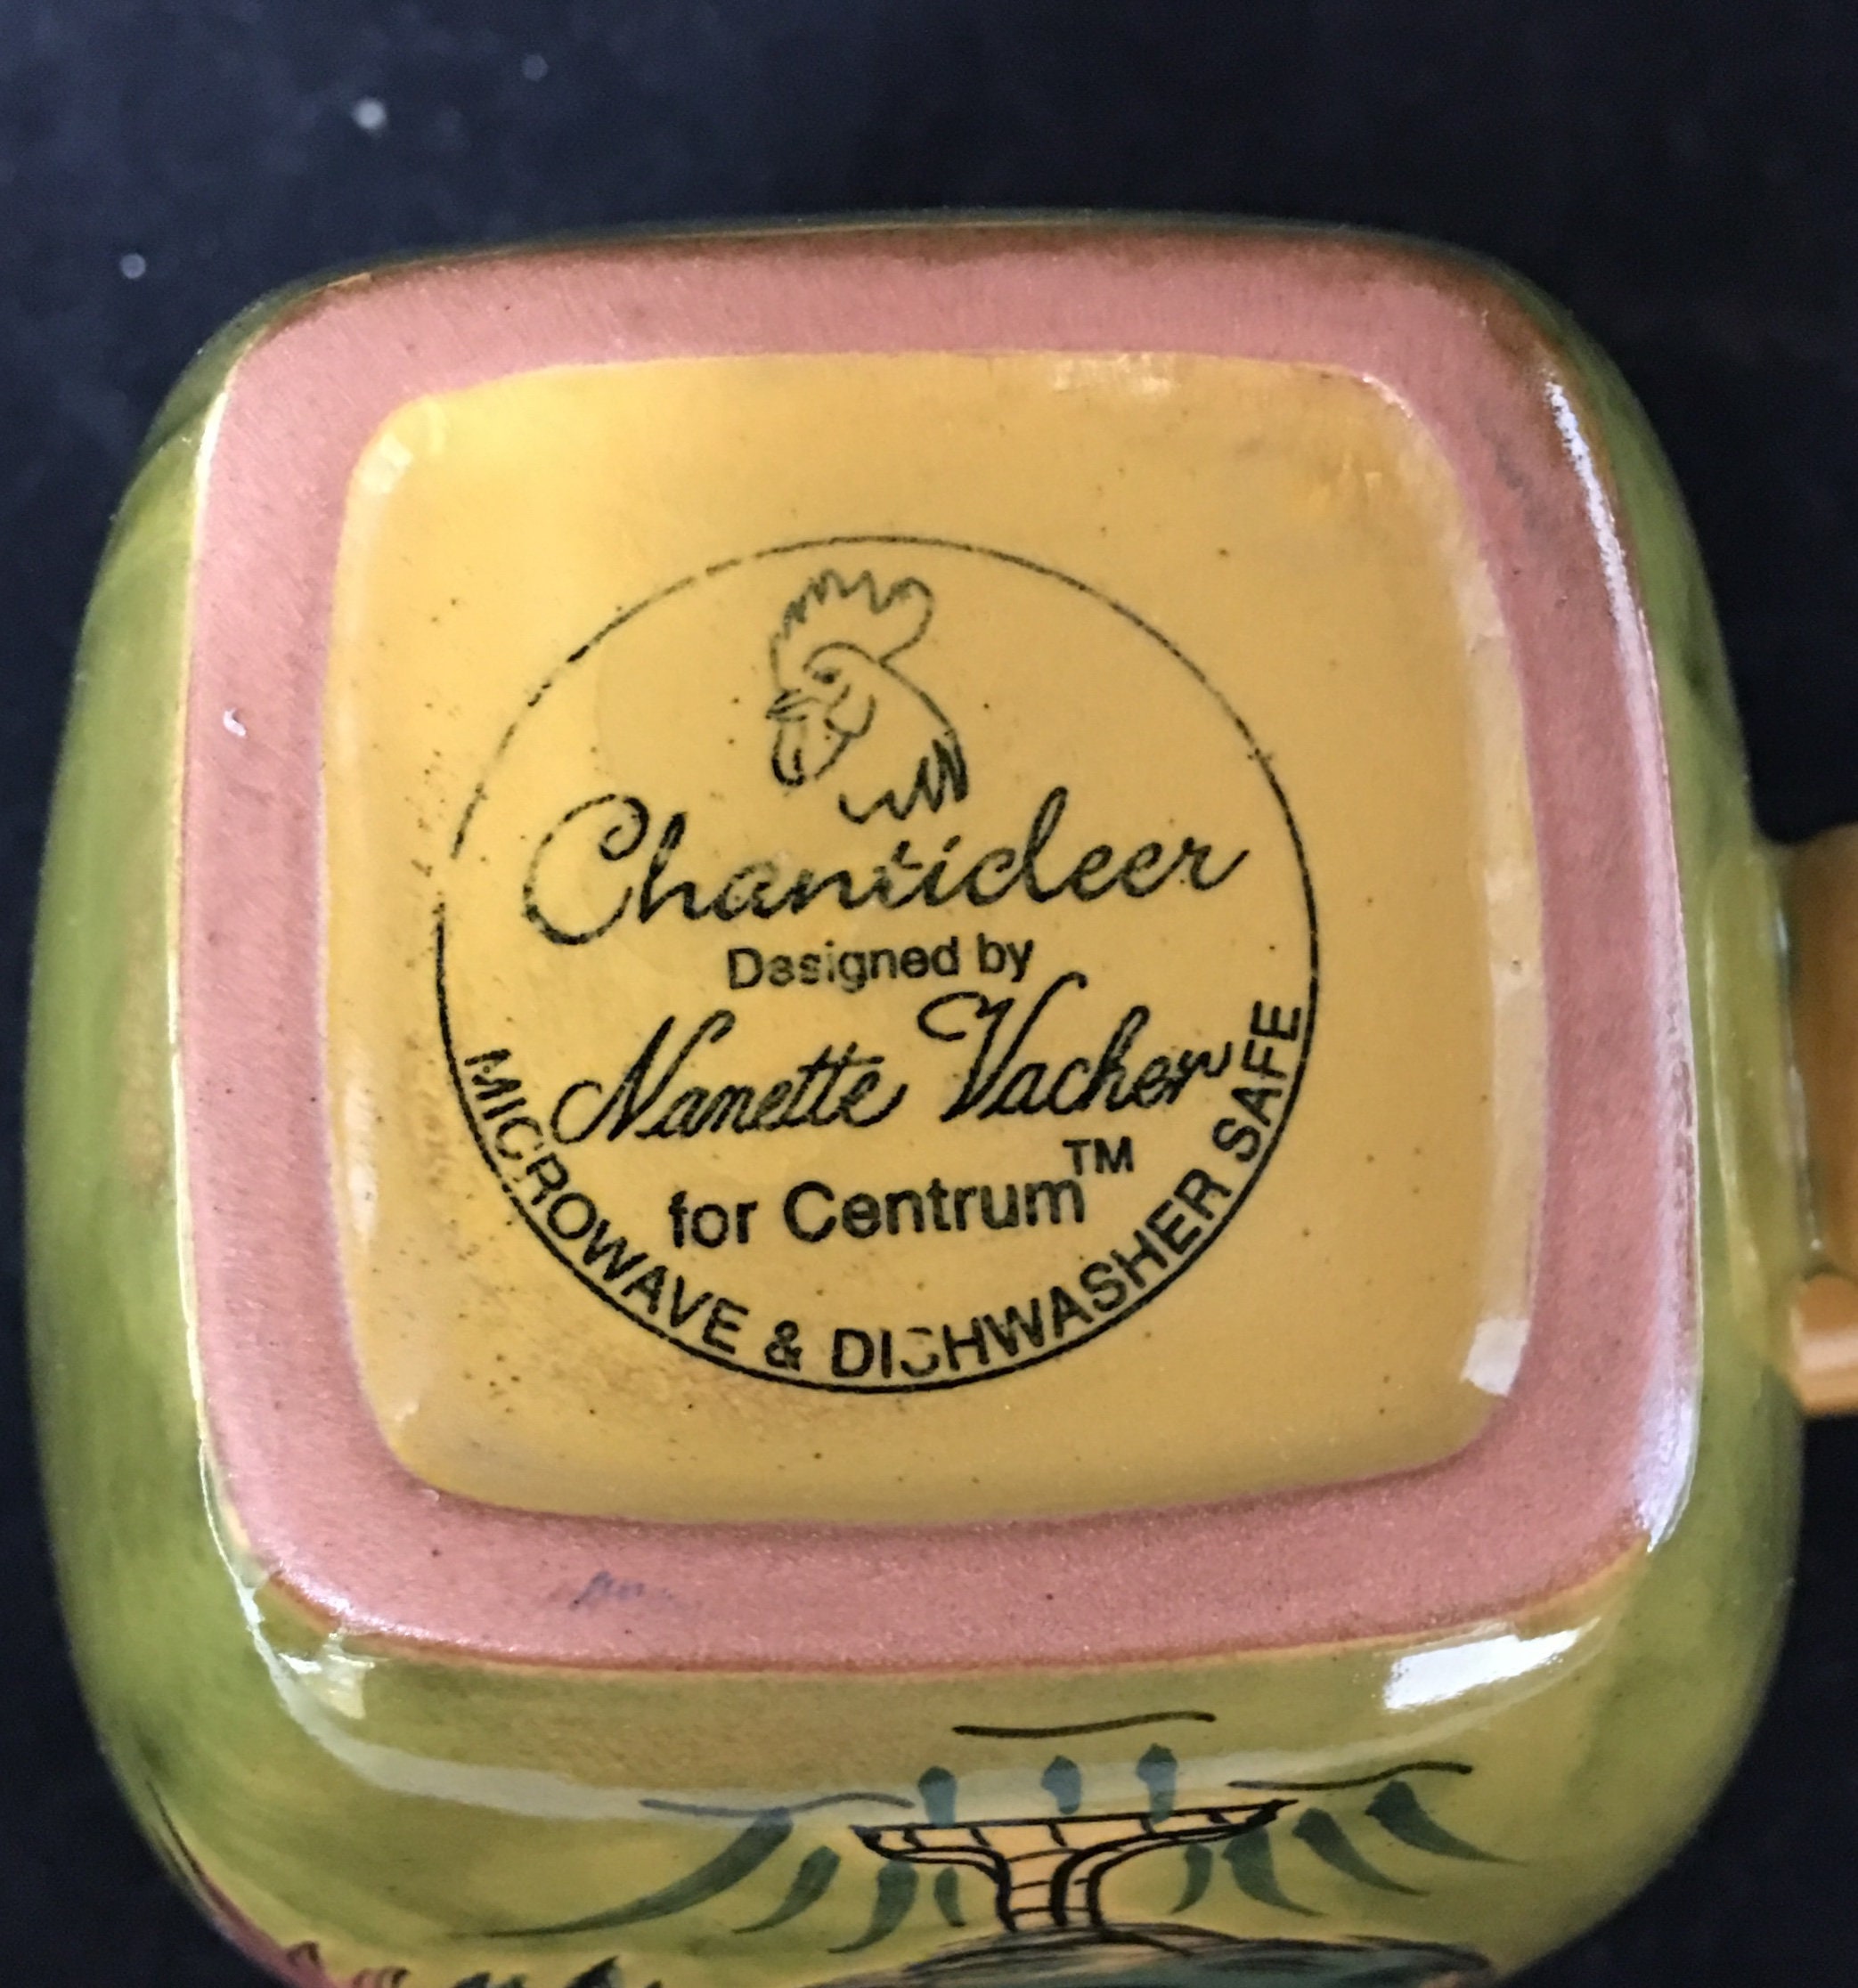 Chanticleer
Designed by
Nanette Vacher
for Centrum™
MICROWAVE & DISHWASHER SAFE